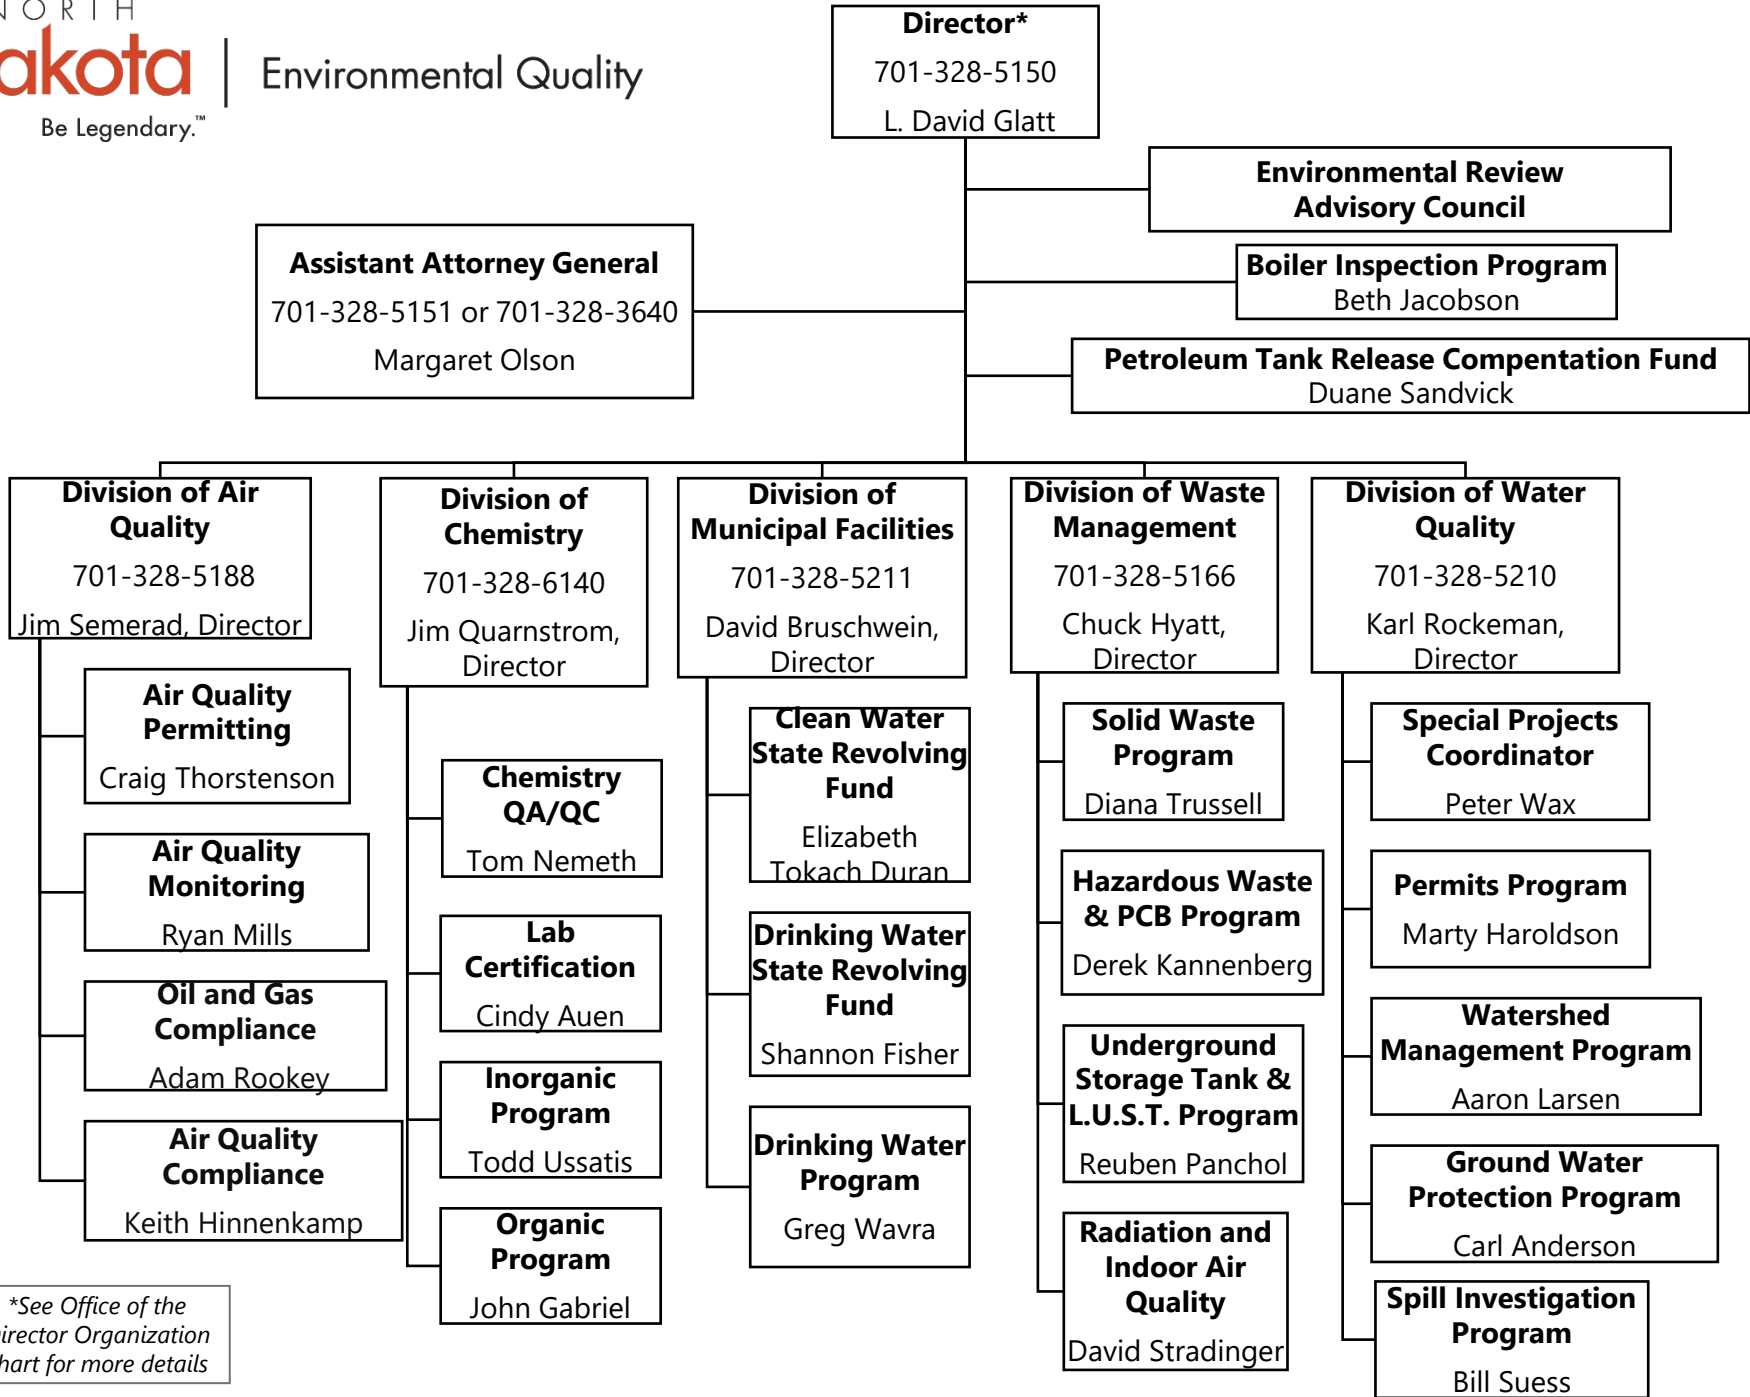 NORTH
akota
Environmental Quality
Be Legendary.™
Director*
701-328-5150
L. David Glatt
Environmental Review
Advisory Council
Assistant Attorney General
701-328-5151 or 701-328-3640
Margaret Olson
Boiler Inspection Program
Beth Jacobson
Petroleum Tank Release Compentation Fund
Duane Sandvick
Division of Air
Quality
701-328-5188
Jim Semerad, Director
Air Quality
Permitting
Craig Thorstenson
Air Quality
Monitoring
Ryan Mills
Oil and Gas
Compliance
Adam Rookey
Air Quality
Compliance
Keith Hinnenkamp
Division of
Chemistry
701-328-6140
Jim Quarnstrom,
Director
Chemistry
QA/QC
Tom Nemeth
Lab
Certification
Cindy Auen
Inorganic
Program
Todd Ussatis
Organic
Program
John Gabriel
Division of
Municipal Facilities
701-328-5211
David Bruschwein,
Director
Clean Water
State Revolving
Fund
Elizabeth
Tokach Duran
Drinking Water
State Revolving
Fund
Shannon Fisher
Drinking Water
Program
Greg Wavra
Division of Waste
Management
701-328-5166
Chuck Hyatt,
Director
Solid Waste
Program
Diana Trussell
Hazardous Waste
& PCB Program
Derek Kannenberg
Underground
Storage Tank &
L.U.S.T. Program
Reuben Panchol
Radiation and
Indoor Air
Quality
David Stradinger
Division of Water
Quality
701-328-5210
Karl Rockeman,
Director
Special Projects
Coordinator
Peter Wax
Permits Program
Marty Haroldson
Watershed
Management Program
Aaron Larsen
Ground Water
Protection Program
Carl Anderson
Spill Investigation
Program
Bill Suess
*See Office of the
irector Organization
hart for more details